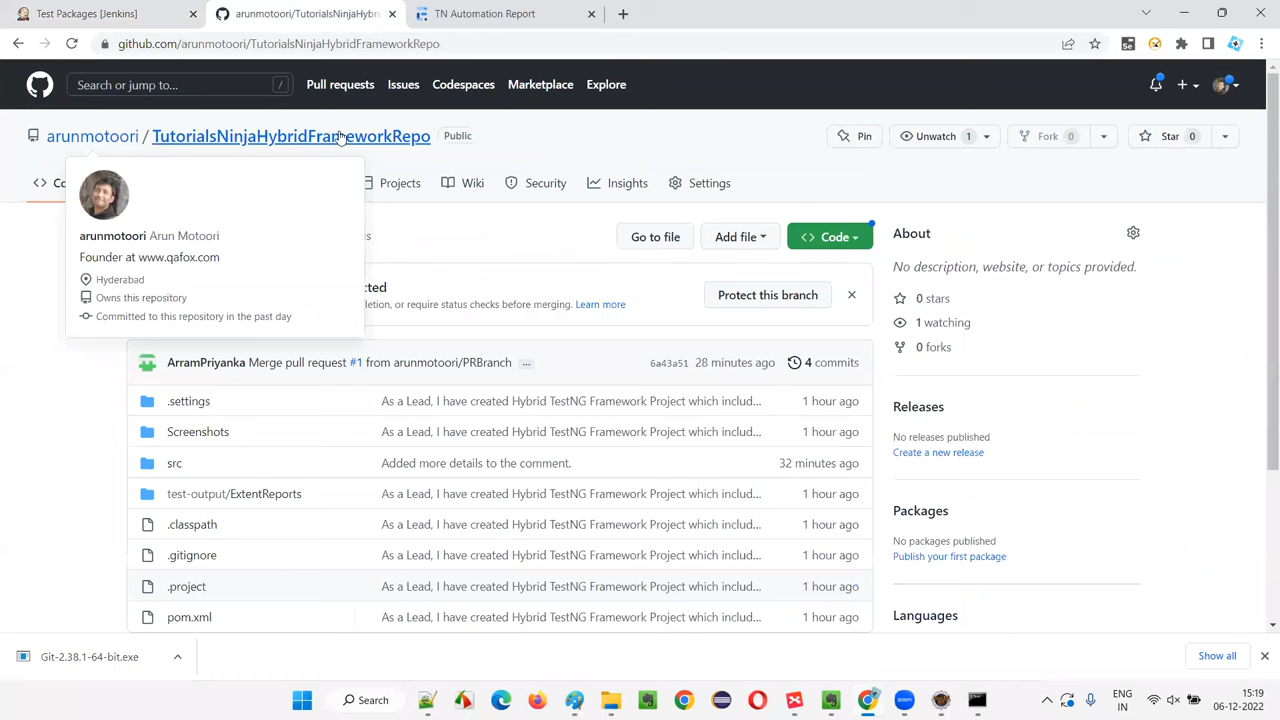 Test Packages [Jenkins]
arunmotoori/TutorialsNinjaHybri
TN Automation Report
github.com/arunmotoori/TutorialsNinjaHybridFrameworkRepo
Search or jump to...
/
Pull requests
Issues
Codespaces
Marketplace
Explore
arunmotoori / TutorialsNinjaHybridFrameworkRepo
Public
Pin
Unwatch 1
Fork 0
Star 0
<> Co
Projects
Wiki
Security
Insights
Settings
arunmotoori Arun Motoori
Founder at www.qafox.com
Hyderabad
Owns this repository
Committed to this repository in the past day
s
Go to file
Add file
<> Code
cted
letion, or require status checks before merging. Learn more
Protect this branch
About
No description, website, or topics provided.
0 stars
1 watching
0 forks
ArramPriyanka Merge pull request #1 from arunmotoori/PRBranch ...
6a43a51 28 minutes ago
4 commits
.settings As a Lead, I have created Hybrid TestNG Framework Project which includ... 1 hour ago
Screenshots As a Lead, I have created Hybrid TestNG Framework Project which includ... 1 hour ago
src Added more details to the comment. 32 minutes ago
test-output/ExtentReports As a Lead, I have created Hybrid TestNG Framework Project which includ... 1 hour ago
.classpath As a Lead, I have created Hybrid TestNG Framework Project which includ... 1 hour ago
.gitignore As a Lead, I have created Hybrid TestNG Framework Project which includ... 1 hour ago
.project As a Lead, I have created Hybrid TestNG Framework Project which includ... 1 hour ago
pom.xml As a Lead, I have created Hybrid TestNG Framework Project which includ... 1 hour ago
Releases
No releases published
Create a new release
Packages
No packages published
Publish your first package
Languages
Git-2.38.1-64-bit.exe
Show all
Search
ENG
IN
15:19
06-12-2022